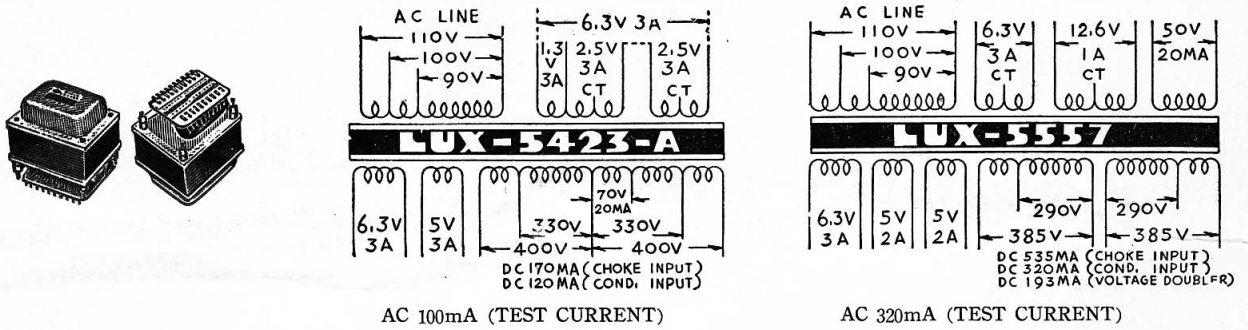 AC LINE
110V
100V
90V
6.3V 3A
1.3 V 3A
2.5V 3A CT
2.5V 3A CT
LUX-5423-A
6.3V 3A
5V 3A
70V 20MA
330V
330V
400V
400V
DC 170MA (CHOKE INPUT)
DC 120MA (COND. INPUT)
AC 100mA (TEST CURRENT)
AC LINE
110V
100V
90V
6.3V 3A CT
12.6V 1A CT
50V 20MA
LUX-5557
6.3V 3A
5V 2A
5V 2A
290V
290V
385V
385V
DC 535MA (CHOKE INPUT)
DC 320MA (COND. INPUT)
DC 193MA (VOLTAGE DOUBLER)
AC 320mA (TEST CURRENT)